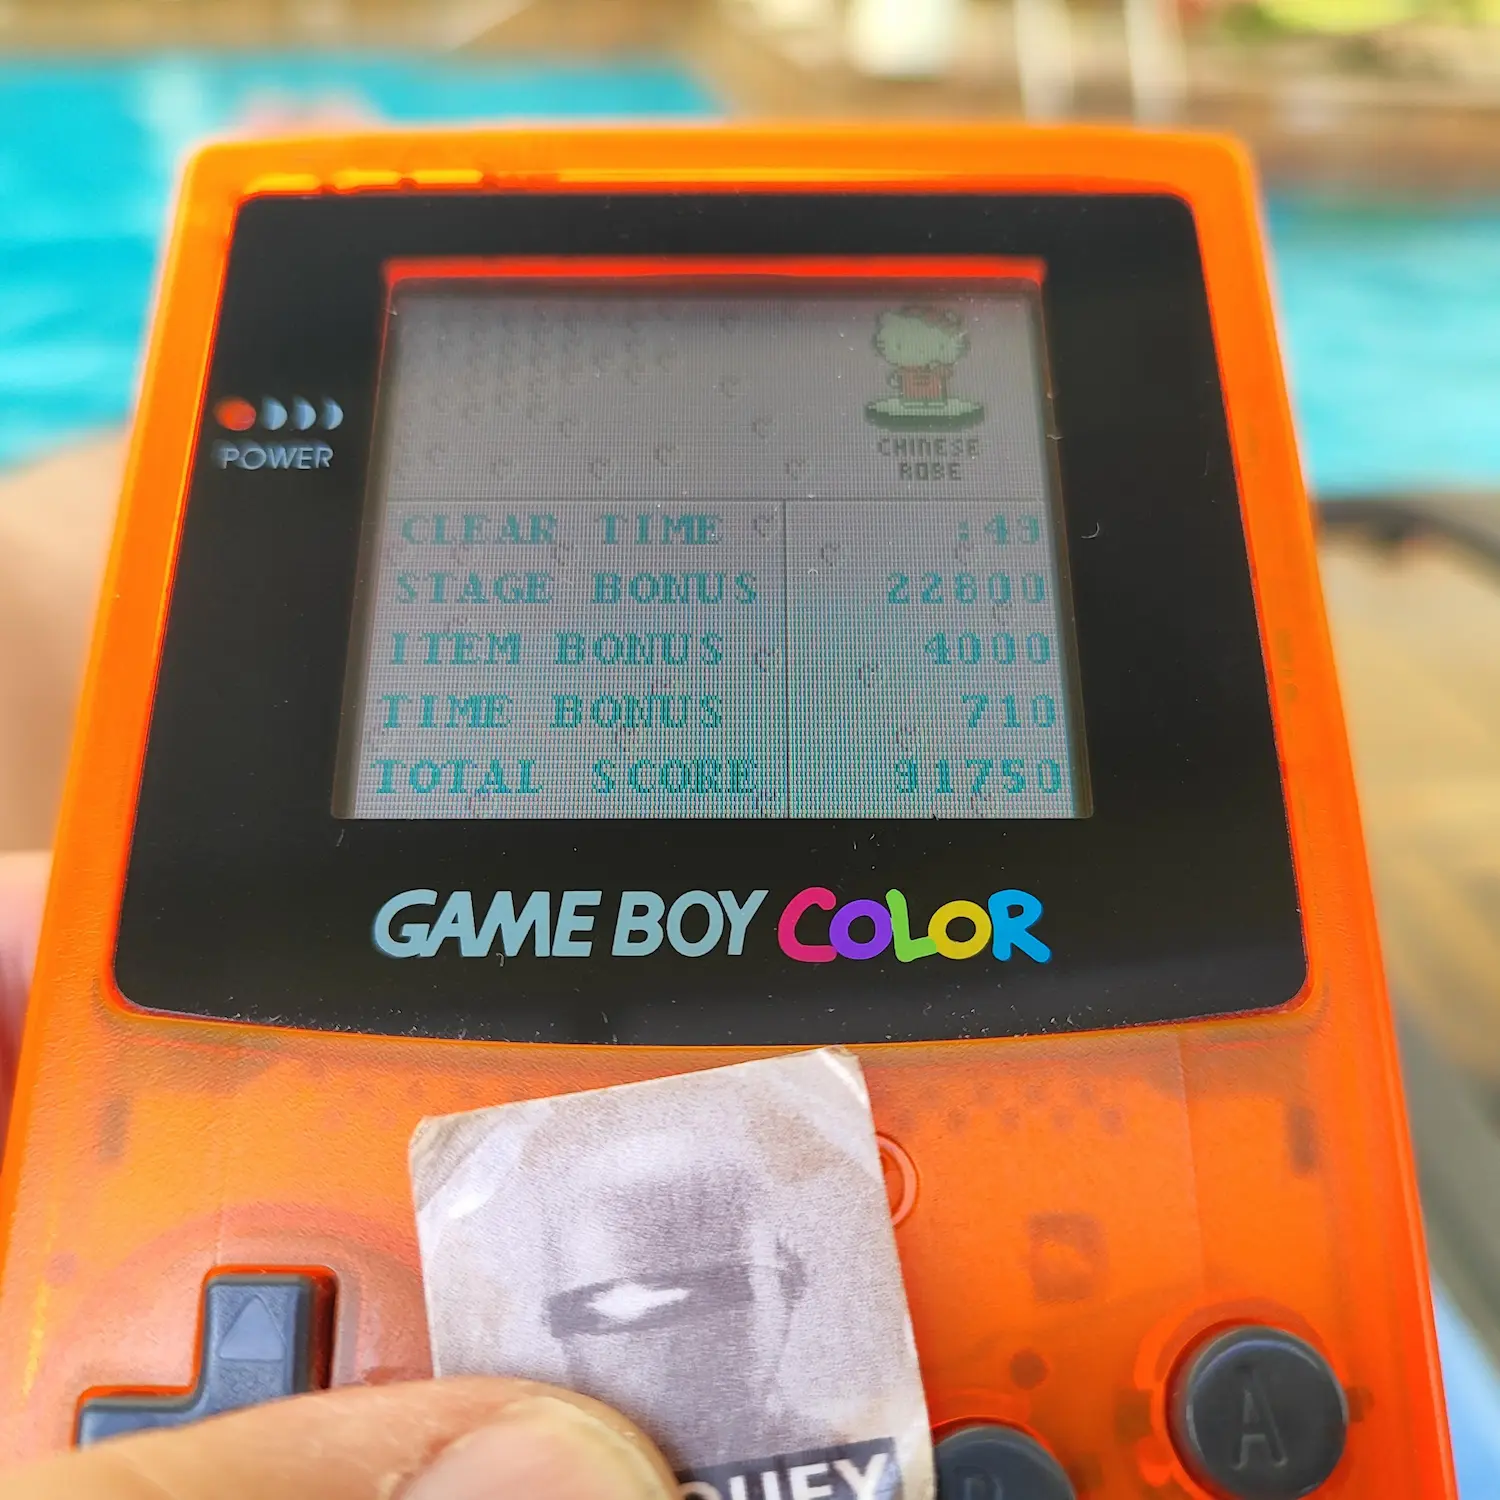 POWER
CHINESE
ROBE
CLEAR TIME :49
STAGE BONUS 22800
ITEM BONUS 4000
TIME BONUS 710
TOTAL SCORE 91750
GAME BOY COLOR
A